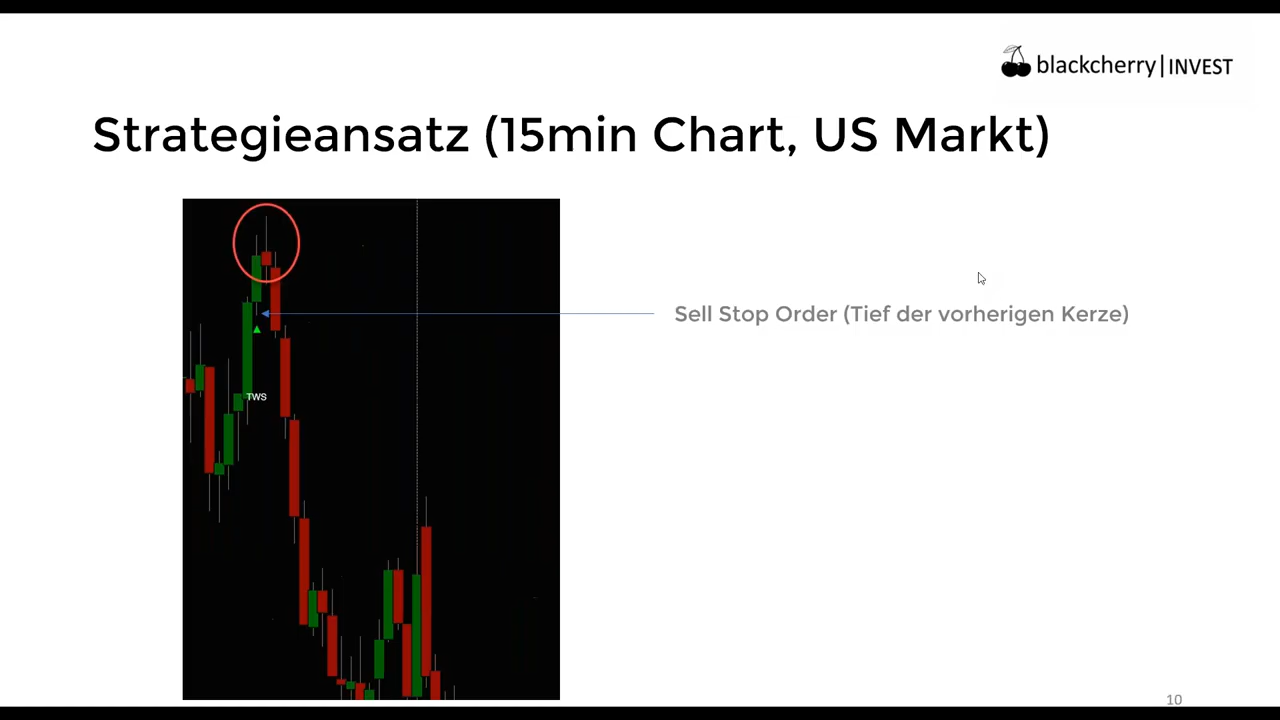 blackcherry|INVEST
Strategieansatz (15min Chart, US Markt)
Sell Stop Order (Tief der vorherigen Kerze)
TWS
10